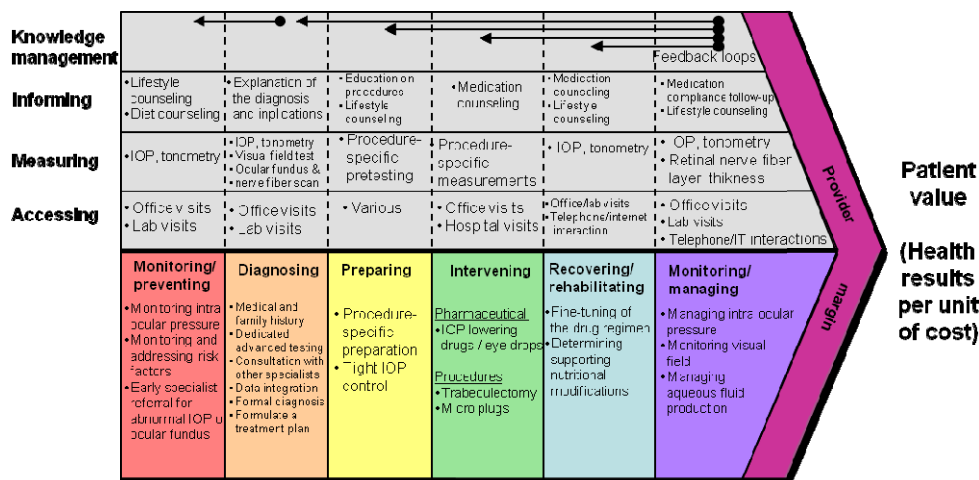 Knowledge
management
Feedback loops
Informing
•Lifestyle
counseling
•Diet counseling
•Explanation of
the diagnosis
and inplications
•Education on
procedures
•Lifestyle
counseling
•Medication
counseling
•Medication
counseling
•Lifestyle
counseling
•Medication
compliance follow-up
•Lifestyle counseling
Measuring
•IOP, tonometry
•IOP, tonometry
•Visual field test
•Ocular fundus &
•nerve fiber scan
•Procedure-
specific
pretesting
•Procedure-
specific
measurements
•IOP, tonometry
•IOP, tonometry
•Retinal nerve fiber
layer thikness
Accessing
•Office visits
•Lab visits
•Office visits
•Lab visits
•Various
•Office visits
•Hospital visits
•Office/lab visits
•Telephone/internet
interaction
•Office visits
•Lab visits
•Telephone/IT interactions
Monitoring/
preventing
•Monitoring intra
ocular pressure
•Monitoring and
addressing risk
factors
•Early specialist
referral for
abnormal IOP o
ocular fundus
Diagnosing
•Medical and
family history
•Dedicated
advanced testing
•Consultation with
other specialists
•Data integration
•Formal diagnosis
•Formulate a
treatment plan
Preparing
•Procedure-
specific
preparation
•Tight IOP
control
Intervening
Pharmaceutical
•ICP lowering
drugs / eye drops
Procedures
•Trabeculectomy
•Micro plugs
Recovering/
rehabilitating
•Fine-tuning of
the drug regimen
•Determining
supporting
nutritional
modifications
Monitoring/
managing
•Managing intra ocular
pressure
•Monitoring visual
field
•Managing
aqueous fluid
production
Provider
margin
Patient
value
(Health
results
per unit
of cost)